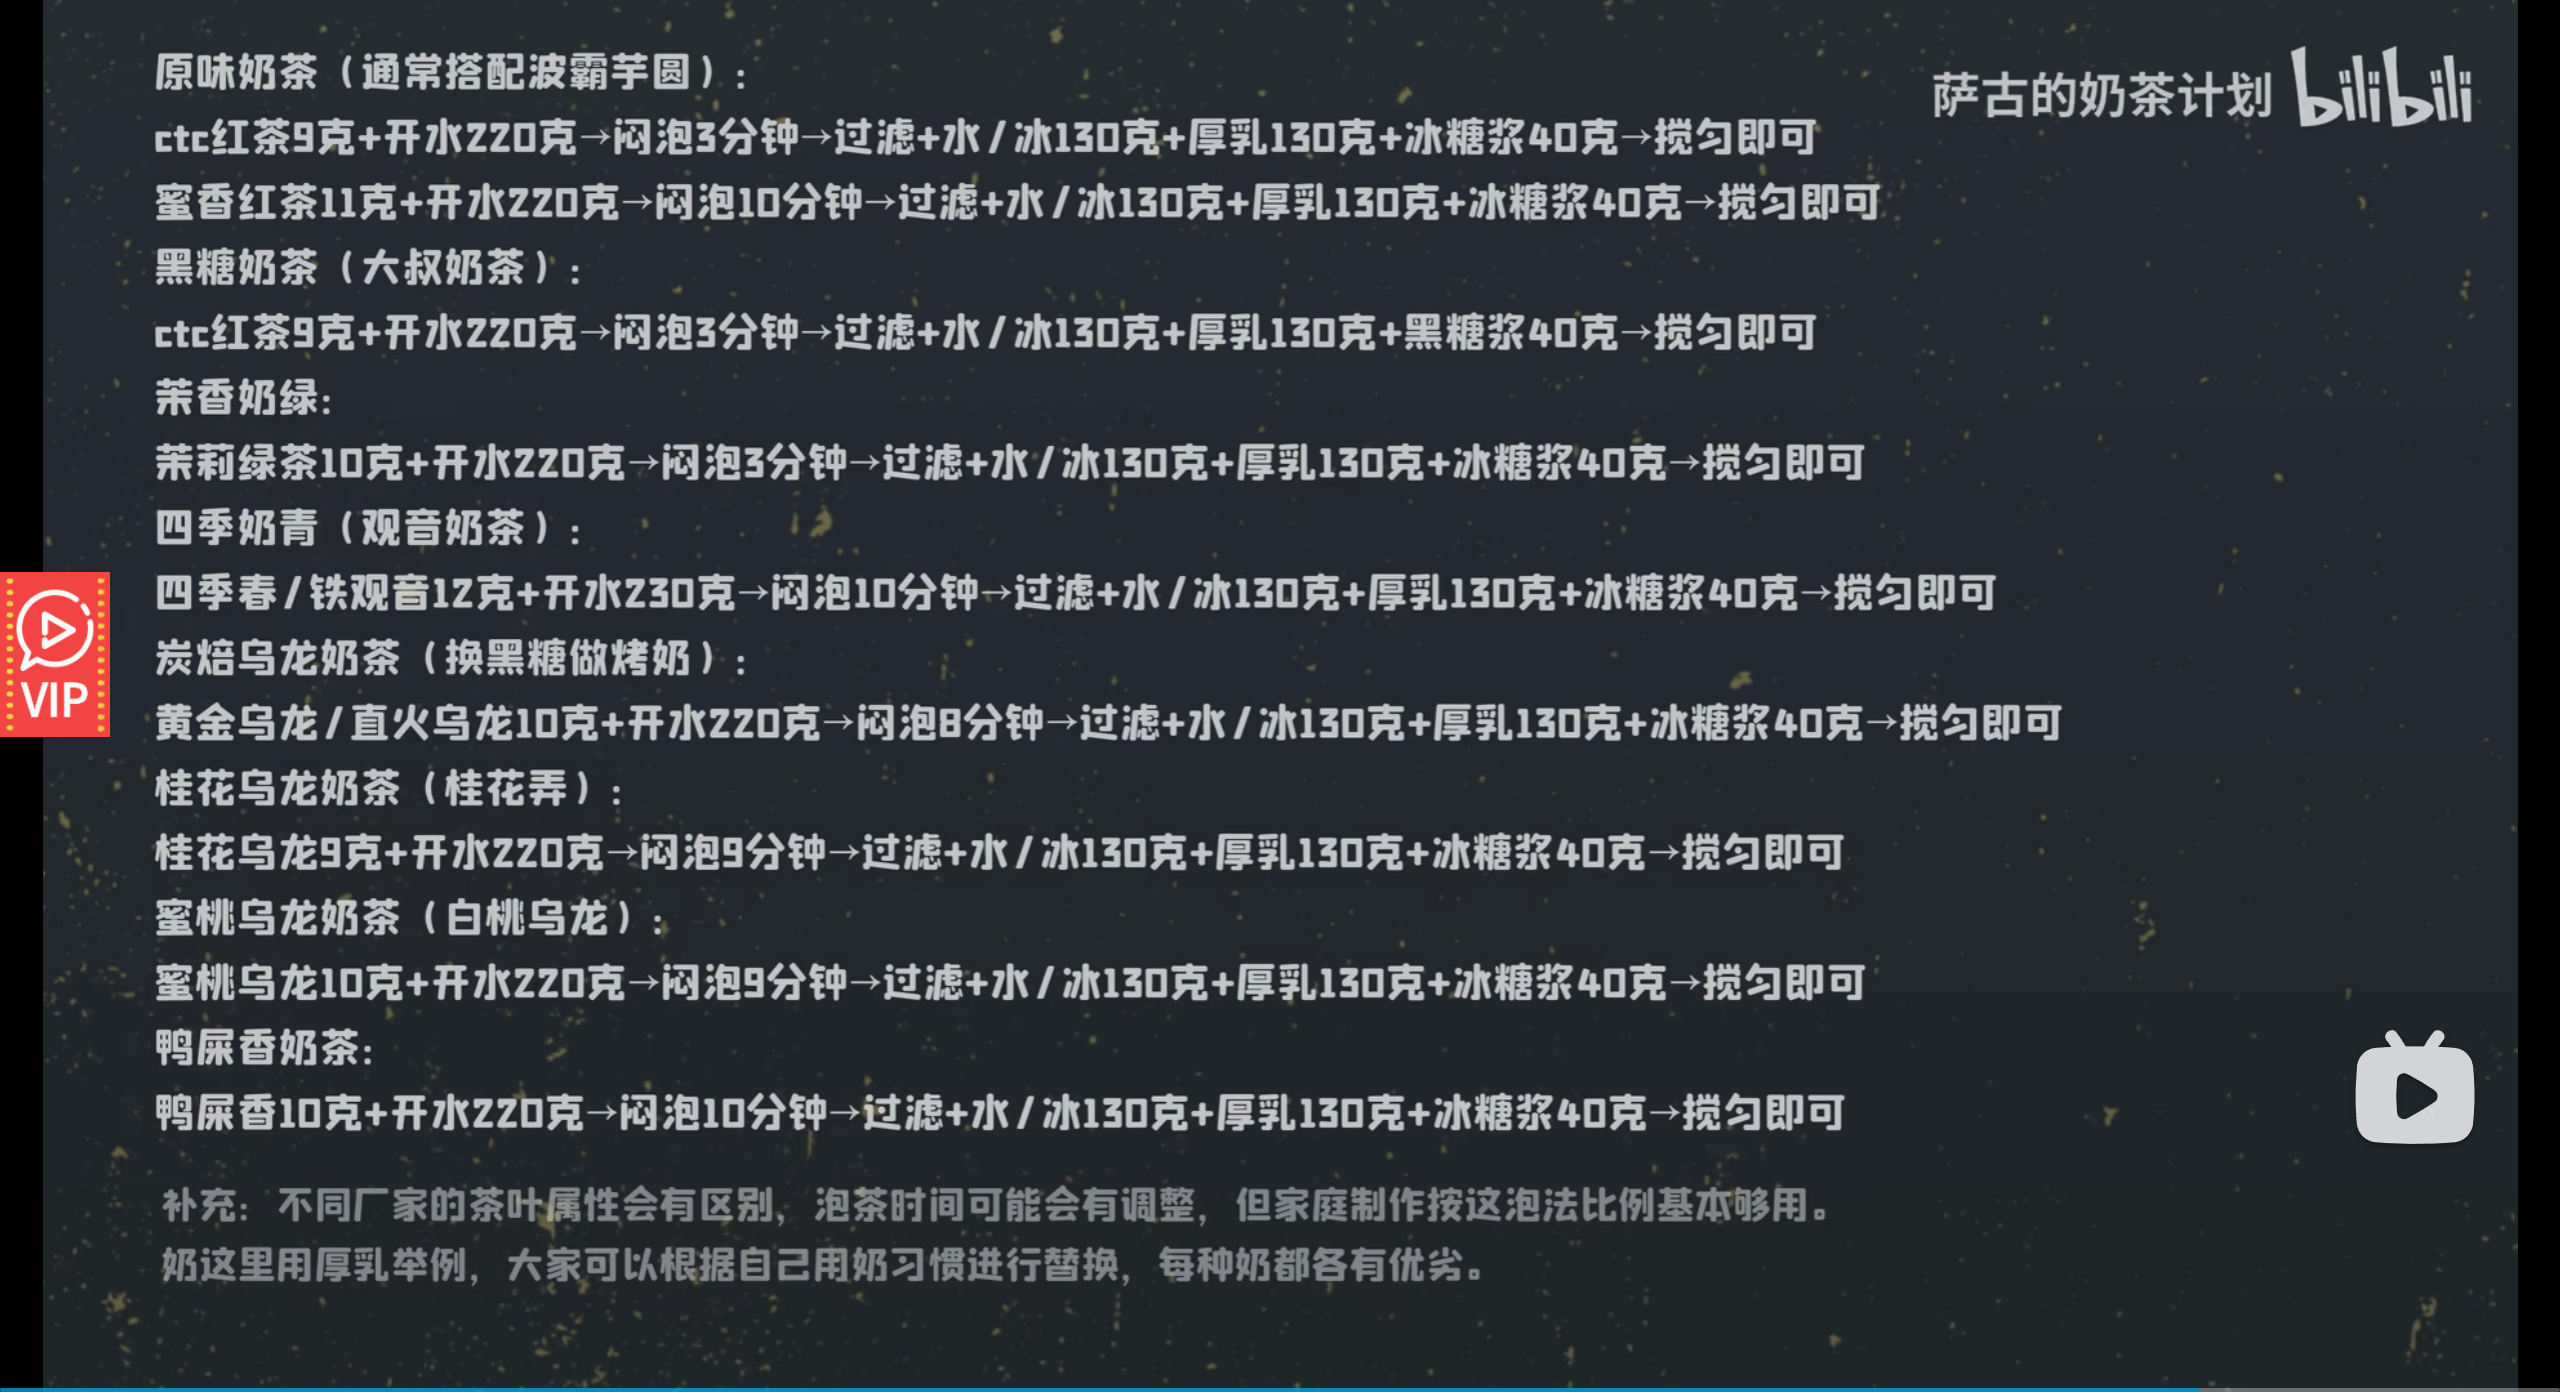 原味奶茶（通常搭配波霸芋圆）:
萨古的奶茶计划 bilibili
ctc红茶9克+开水220克→闷泡3分钟→过滤+水/冰130克+厚乳130克+冰糖浆40克→搅匀即可
蜜香红茶11克+开水220克→闷泡10分钟→过滤+水/冰130克+厚乳130克+冰糖浆40克→搅匀即可
黑糖奶茶（大叔奶茶）:
ctc红茶9克+开水220克→闷泡3分钟→过滤+水/冰130克+厚乳130克+黑糖浆40克→搅匀即可
茉香奶绿:
茉莉绿茶10克+开水220克→闷泡3分钟→过滤+水/冰130克+厚乳130克+冰糖浆40克→搅匀即可
四季奶青（观音奶茶）:
四季春/铁观音12克+开水230克→闷泡10分钟→过滤+水/冰130克+厚乳130克+冰糖浆40克→搅匀即可
炭焙乌龙奶茶（换黑糖做烤奶）:
VIP
黄金乌龙/直火乌龙10克+开水220克→闷泡8分钟→过滤+水/冰130克+厚乳130克+冰糖浆40克→搅匀即可
桂花乌龙奶茶（桂花弄）:
桂花乌龙9克+开水220克→闷泡9分钟→过滤+水/冰130克+厚乳130克+冰糖浆40克→搅匀即可
蜜桃乌龙奶茶（白桃乌龙）:
蜜桃乌龙10克+开水220克→闷泡9分钟→过滤+水/冰130克+厚乳130克+冰糖浆40克→搅匀即可
鸭屎香奶茶:
鸭屎香10克+开水220克→闷泡10分钟→过滤+水/冰130克+厚乳130克+冰糖浆40克→搅匀即可
补充: 不同厂家的茶叶属性会有区别，泡茶时间可能会有调整，但家庭制作按这泡法比例基本够用。
奶这里用厚乳举例，大家可以根据自己用奶习惯进行替换，每种奶都各有优劣。